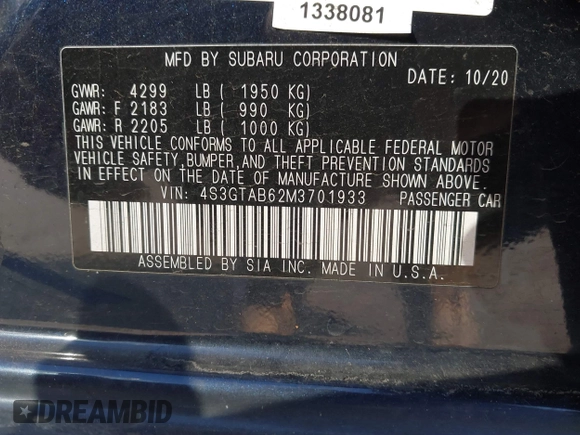 1338081
MFD BY SUBARU CORPORATION
DATE: 10/20
GVWR: 4299 LB ( 1950 KG)
GAWR: F 2183 LB ( 990 KG)
GAWR: R 2205 LB ( 1000 KG)
THIS VEHICLE CONFORMS TO ALL APPLICABLE FEDERAL MOTOR
VEHICLE SAFETY, BUMPER, AND THEFT PREVENTION STANDARDS
IN EFFECT ON THE DATE OF MANUFACTURE SHOWN ABOVE.
VIN: 4S3GTAB62M3701933 PASSENGER CAR
ASSEMBLED BY SIA INC. MADE IN U.S.A.
DREAMBID